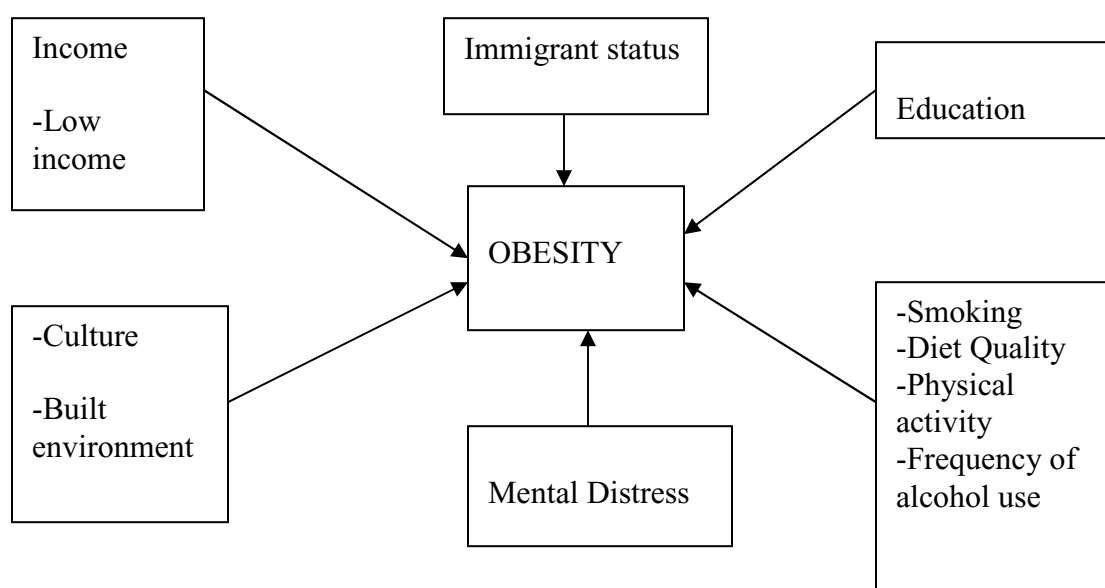 Income
-Low
income
Immigrant status
Education
OBESITY
-Culture
-Built
environment
Mental Distress
-Smoking
-Diet Quality
-Physical
activity
-Frequency of
alcohol use